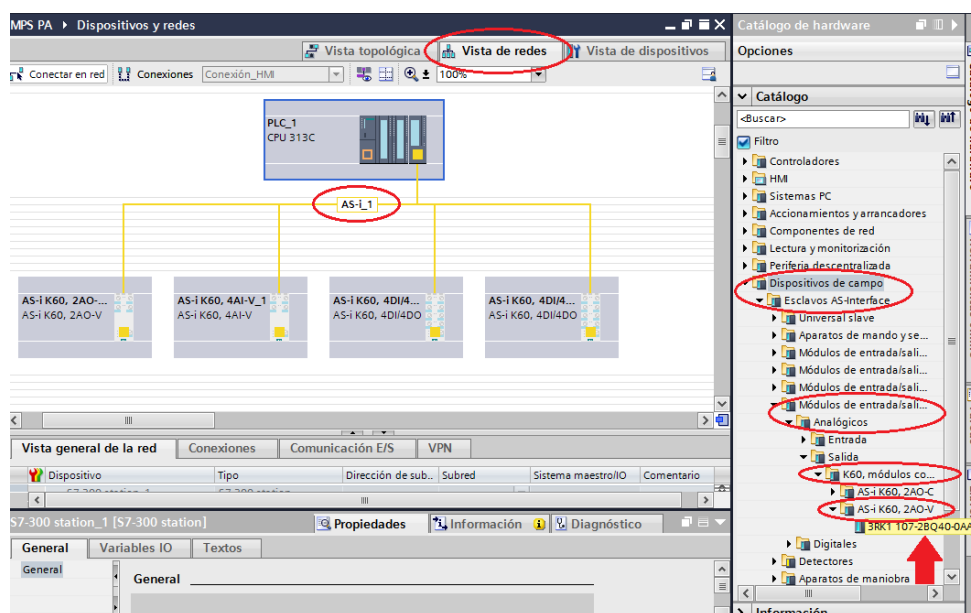 MPS PA ▸ Dispositivos y redes
Vista topológica
Vista de redes
Vista de dispositivos
Conectar en red
Conexiones
Conexión_HMI
100%
PLC_1
CPU 313C
AS-i_1
AS-i K60, 2AO-...
AS-i K60, 2AO-V
AS-i K60, 4AI-V_1
AS-i K60, 4AI-V
AS-i K60, 4DI/4...
AS-i K60, 4DI/4DO
AS-i K60, 4DI/4...
AS-i K60, 4DI/4DO
Vista general de la red
Conexiones
Comunicación E/S
VPN
Dispositivo
Tipo
Dirección de sub..
Subred
Sistema maestro/IO
Comentario
S7-300 station_1
S7-300 station
S7-300 station_1 [S7-300 station]
Propiedades
Información
Diagnóstico
General
Variables IO
Textos
General
General
Catálogo de hardware
Opciones
Catálogo
<Buscar>
Filtro
Controladores
HMI
Sistemas PC
Accionamientos y arrancadores
Componentes de red
Lectura y monitorización
Periferia descentralizada
Dispositivos de campo
Esclavos AS-Interface
Universal slave
Aparatos de mando y se...
Módulos de entrada/sali...
Módulos de entrada/sali...
Módulos de entrada/sali...
Módulos de entrada/sali...
Analógicos
Entrada
Salida
K60, módulos co...
AS-i K60, 2AO-C
AS-i K60, 2AO-V
3RK1 107-2BQ40-0AA
Digitales
Detectores
Aparatos de maniobra
Información